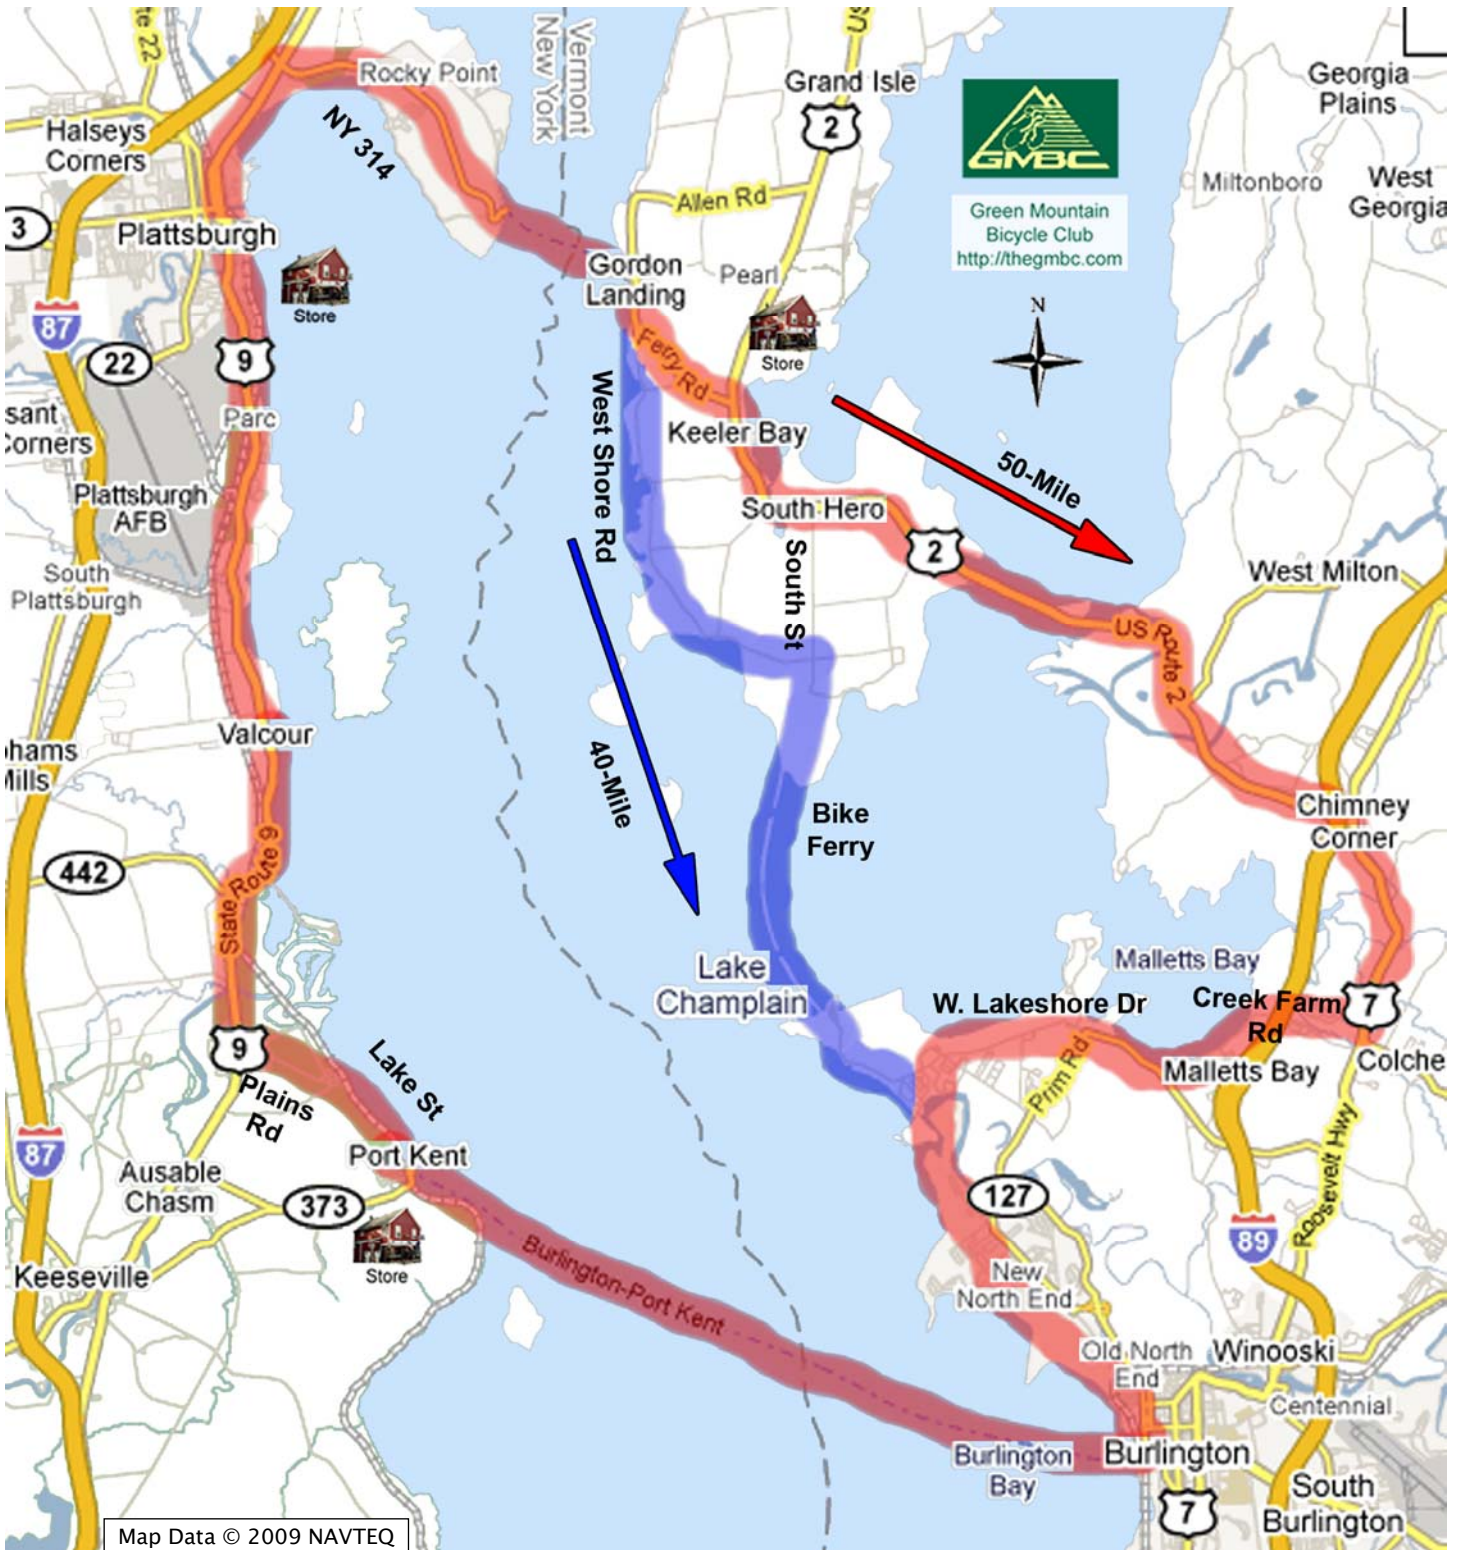 te 22
Rocky Point
Vermont
New York
US
Grand Isle
2
GMBC
Georgia
Plains
Halseys
Corners
NY 314
Miltonboro
West
Georgia
Allen Rd
Green Mountain
Bicycle Club
http://thegmbc.com
3
Plattsburgh
Gordon
Landing
Pearl
Store
N
Store
87
22
9
Ferry Rd
West Shore Rd
Parc
sant
Corners
Keeler Bay
50-Mile
Plattsburgh
AFB
South Hero
2
South St
South
Plattsburgh
West Milton
US Route 2
Valcour
hams
Mills
40-Mile
Bike
Ferry
Chimney
Corner
442
State Route 9
Lake
Champlain
Malletts Bay
W. Lakeshore Dr
Creek Farm
Rd
7
9
Lake St
Plains
Rd
Prim Rd
Malletts Bay
Colche
87
Port Kent
Ausable
Chasm
373
127
Roosevelt Hwy
89
Store
Keeseville
Burlington-Port Kent
New
North End
Old North
End
Winooski
Centennial
Burlington
Bay
Burlington
7
South
Burlington
Map Data © 2009 NAVTEQ